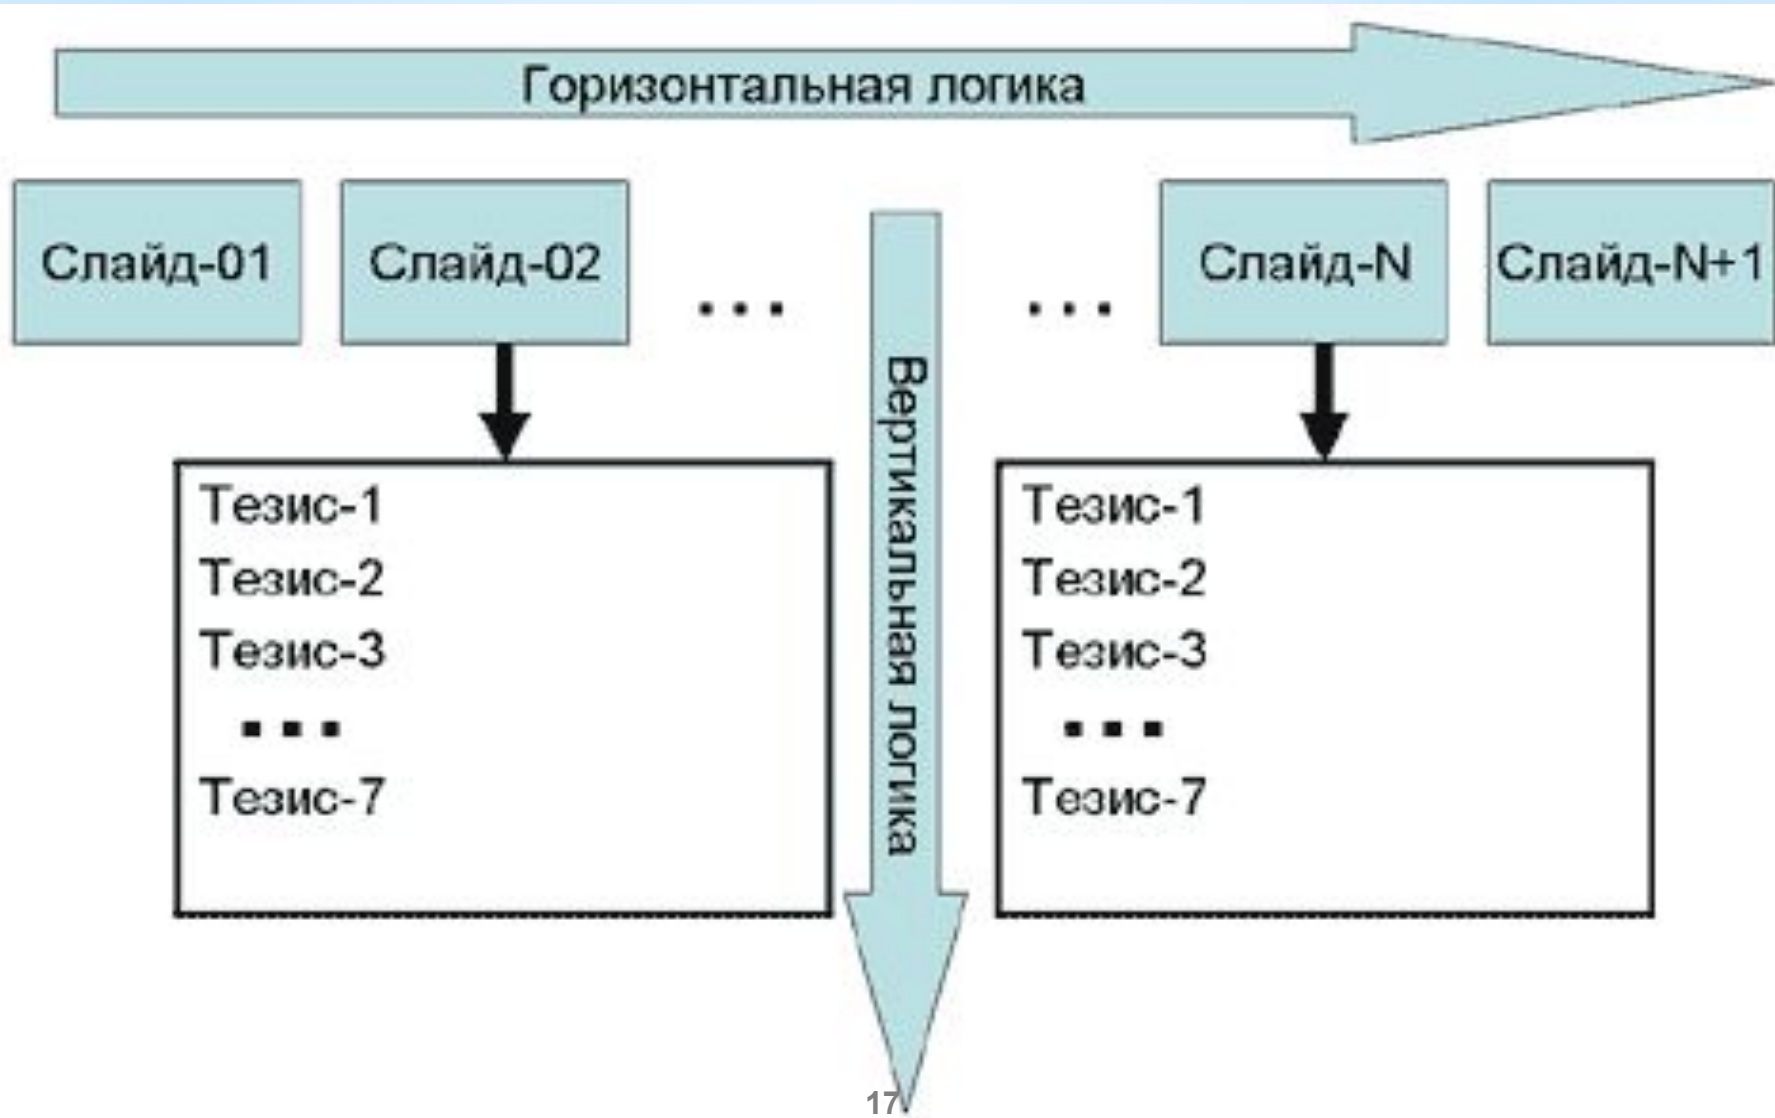 Горизонтальная логика
Слайд-01
Слайд-02
...
...
Слайд-N
Слайд-N+1
Вертикальная логика
Тезис-1
Тезис-2
Тезис-3
...
Тезис-7
Тезис-1
Тезис-2
Тезис-3
...
Тезис-7
17